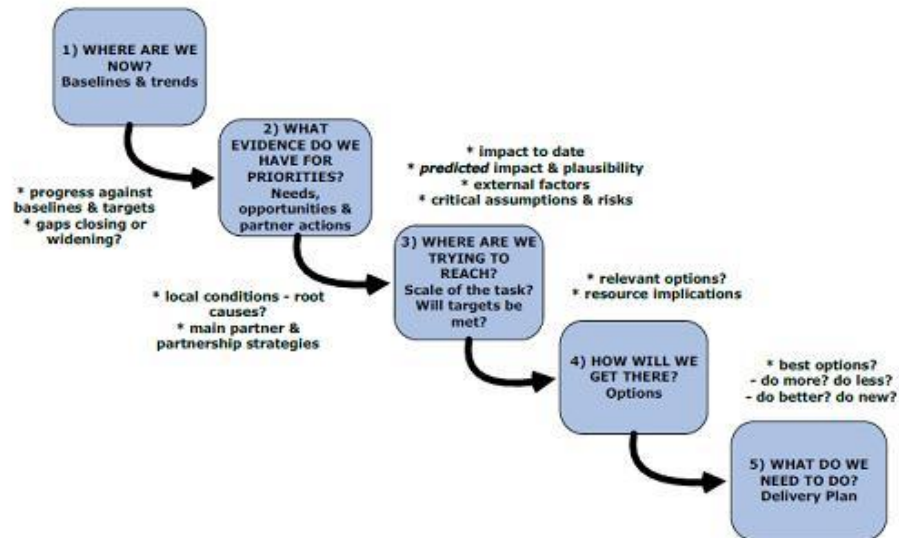 1) WHERE ARE WE
NOW?
Baselines & trends
* progress against
baselines & targets
* gaps closing or
widening?
2) WHAT
EVIDENCE DO WE
HAVE FOR
PRIORITIES?
Needs,
opportunities &
partner actions
* local conditions - root
causes?
* main partner &
partnership strategies
* impact to date
* predicted impact & plausibility
* external factors
* critical assumptions & risks
3) WHERE ARE WE
TRYING TO
REACH?
Scale of the task?
Will targets be
met?
* relevant options?
* resource implications
4) HOW WILL WE
GET THERE?
Options
* best options?
- do more? do less?
- do better? do new?
5) WHAT DO WE
NEED TO DO?
Delivery Plan